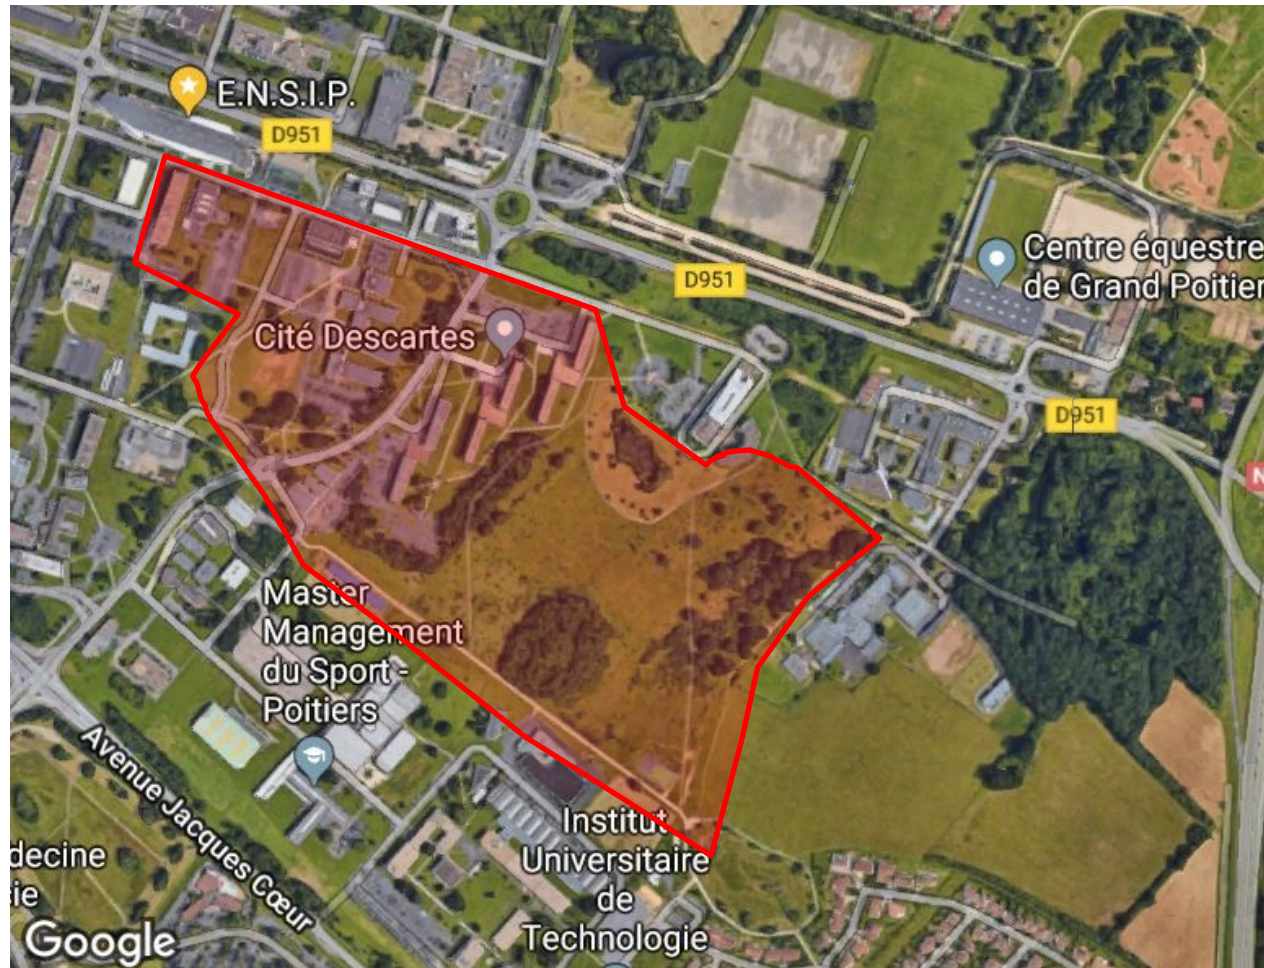 E.N.S.I.P.
D951
Centre équestre
de Grand Poitier
D951
Cité Descartes
D951
N
Master
Management
du Sport -
Poitiers
Avenue Jacques Cœur
Institut
Universitaire
de
Technologie
decine
ie
Google